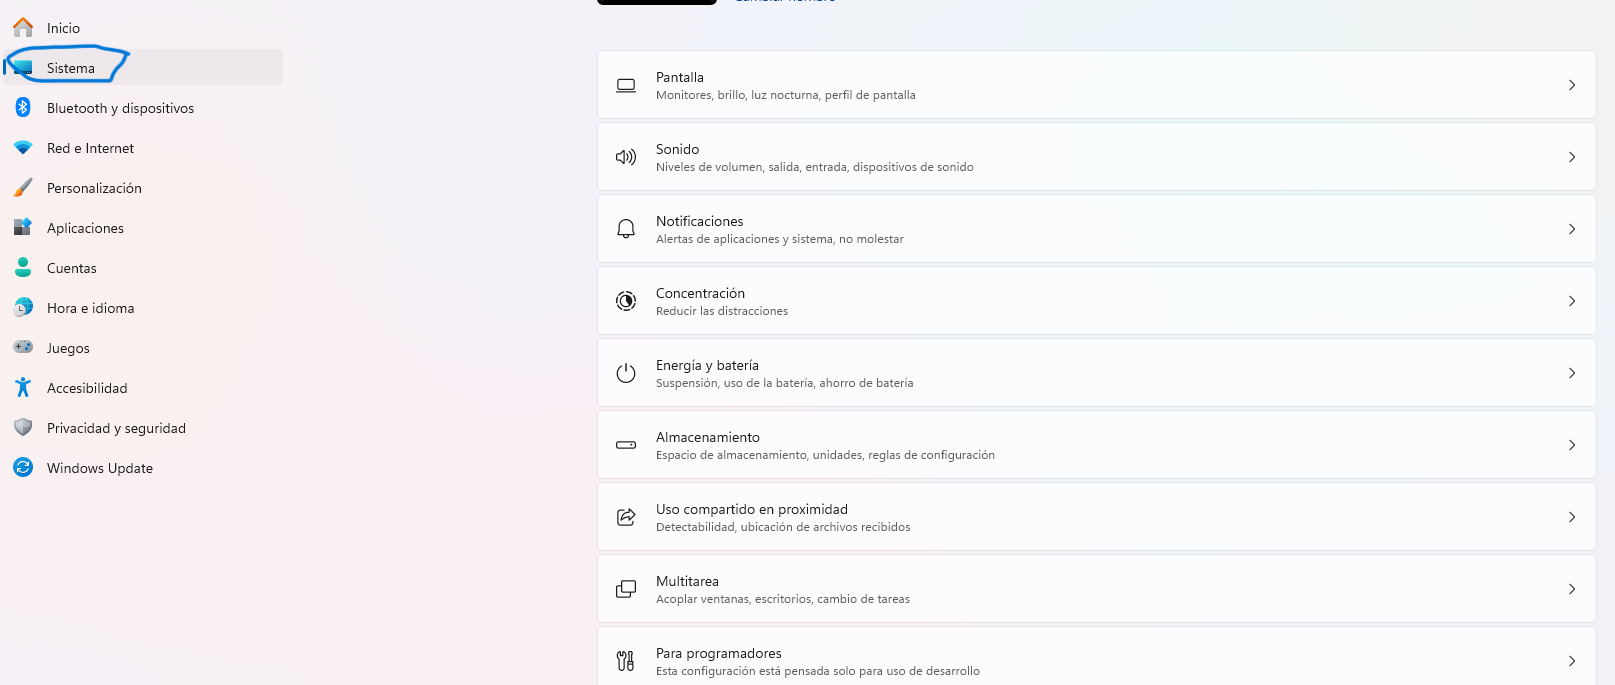 Inicio
Sistema
Bluetooth y dispositivos
Red e Internet
Personalización
Aplicaciones
Cuentas
Hora e idioma
Juegos
Accesibilidad
Privacidad y seguridad
Windows Update
Pantalla
Monitores, brillo, luz nocturna, perfil de pantalla
Sonido
Niveles de volumen, salida, entrada, dispositivos de sonido
Notificaciones
Alertas de aplicaciones y sistema, no molestar
Concentración
Reducir las distracciones
Energía y batería
Suspensión, uso de la batería, ahorro de batería
Almacenamiento
Espacio de almacenamiento, unidades, reglas de configuración
Uso compartido en proximidad
Detectabilidad, ubicación de archivos recibidos
Multitarea
Acoplar ventanas, escritorios, cambio de tareas
Para programadores
Esta configuración está pensada solo para uso de desarrollo